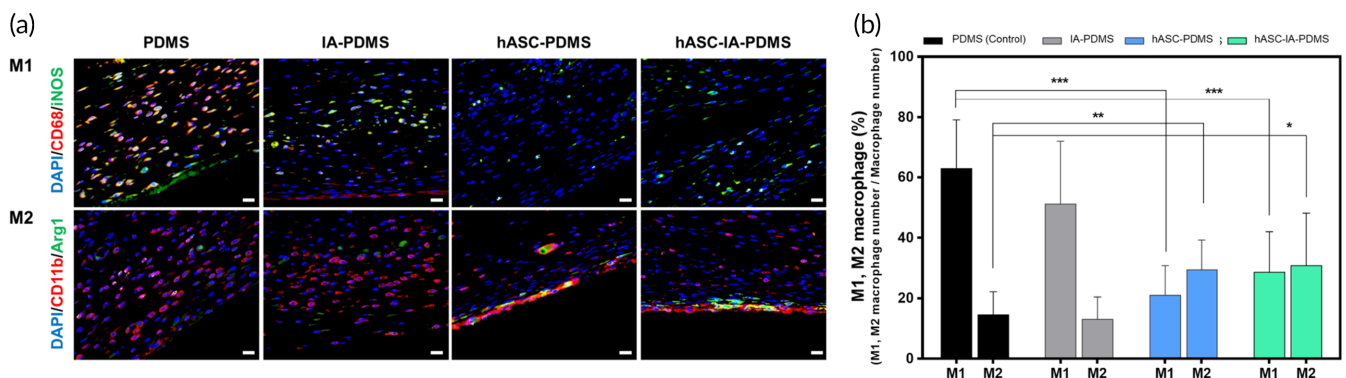 (a)
PDMS
IA-PDMS
hASC-PDMS
hASC-IA-PDMS
M1
DAPI/CD68/iNOS
M2
DAPI/CD11b/Arg1
(b)
PDMS (Control)
IA-PDMS
hASC-PDMS ;
hASC-IA-PDMS
M1, M2 macrophage (%)
(M1, M2 macrophage number / Macrophage number)
100
80
60
40
20
0
***
***
**
*
M1 M2 M1 M2 M1 M2 M1 M2